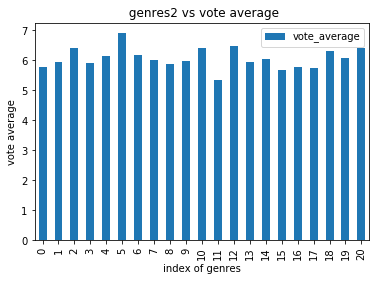 genres2 vs vote average
vote_average
7
6
5
4
3
2
1
0
vote average
0 1 2 3 4 5 6 7 8 9 10 11 12 13 14 15 16 17 18 19 20
index of genres